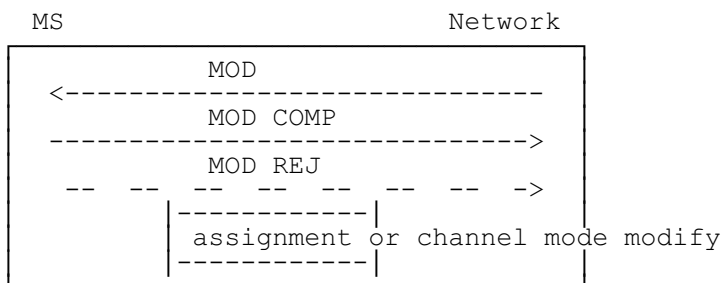 MS Network
MOD
<------------------------------
MOD COMP
------------------------------>
MOD REJ
-- -- -- -- -- -- -- ->
|------------|
assignment or channel mode modify
|------------|